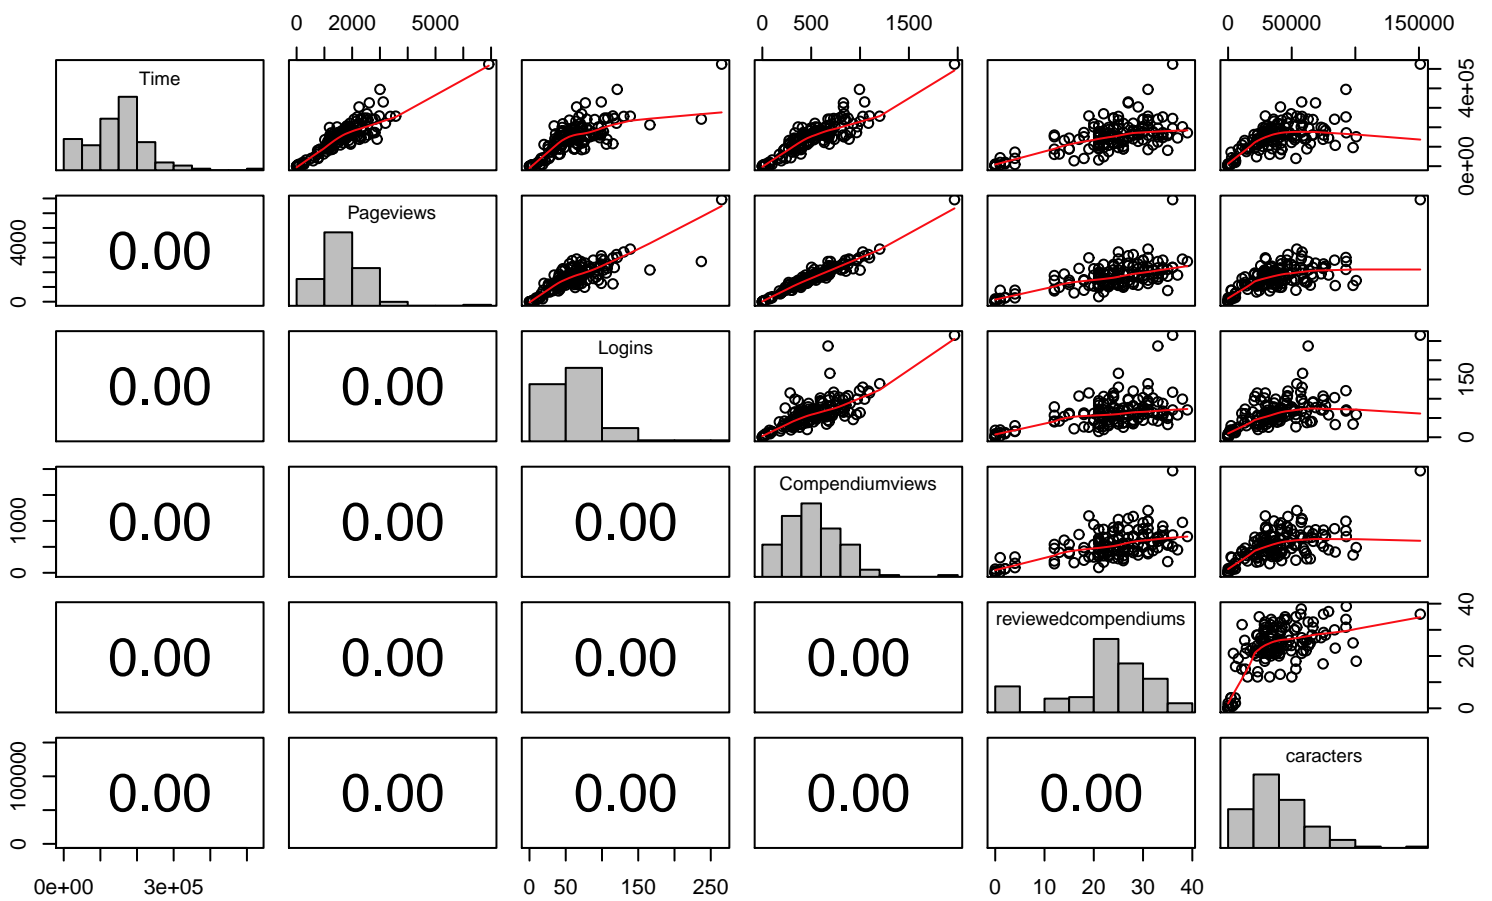 0 2000 5000 0 500 1500 0 50000 150000
Time
0e+00 4e+05
Pageviews
0 4000
0.00
Logins
0.00 0.00
0 150
Compendiumviews
0 1000
0.00 0.00 0.00
reviewedcompendiums
0.00 0.00 0.00 0.00
0 20 40
caracters
0 100000
0.00 0.00 0.00 0.00 0.00
0e+00 3e+05 0 50 150 250 0 10 20 30 40